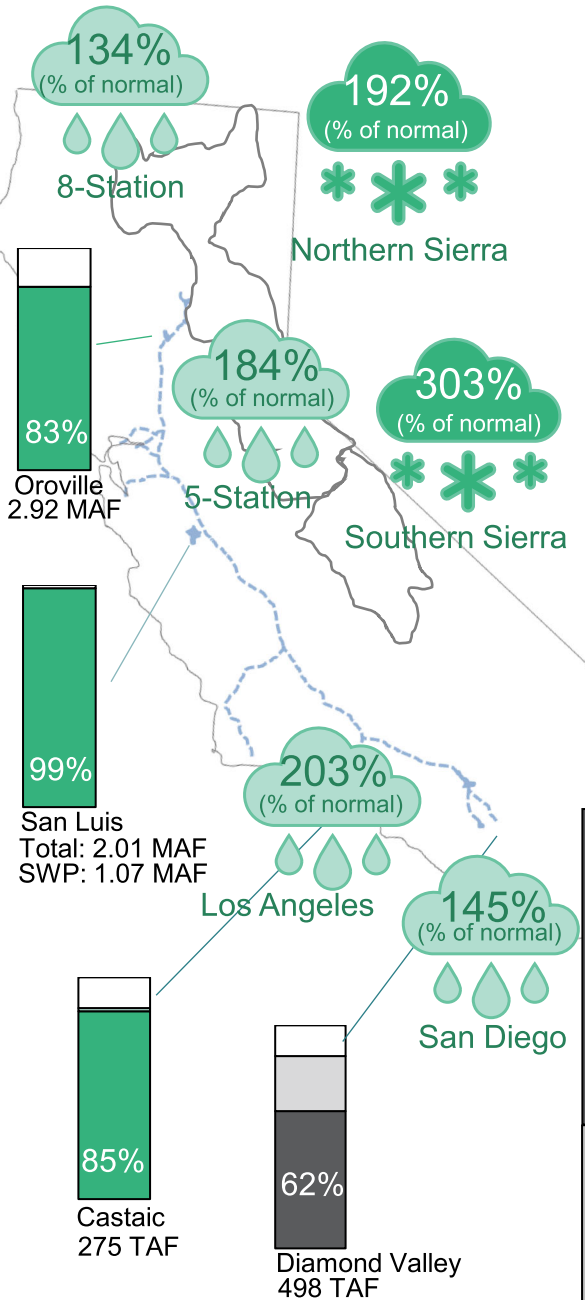 134%
(% of normal)
8-Station
192%
(% of normal)
Northern Sierra
83%
Oroville
2.92 MAF
184%
(% of normal)
5-Station
303%
(% of normal)
Southern Sierra
99%
San Luis
Total: 2.01 MAF
SWP: 1.07 MAF
203%
(% of normal)
Los Angeles
145%
(% of normal)
San Diego
85%
Castaic
275 TAF
62%
Diamond Valley
498 TAF